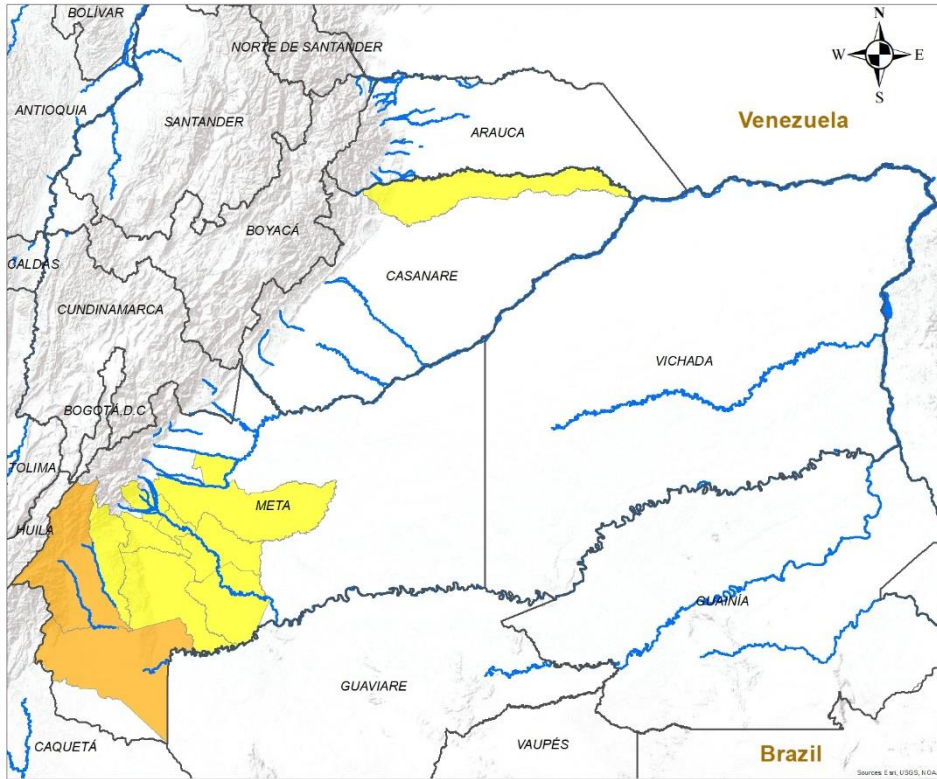 BOLÍVAR
NORTE DE SANTANDER
N
W E
S
ANTIOQUIA
SANTANDER
ARAUCA
Venezuela
BOYACÁ
CALDAS
CASANARE
CUNDINAMARCA
VICHADA
BOGOTÁ,D.C
TOLIMA
META
HUILA
GUAINÍA
GUAVIARE
CAQUETÁ
VAUPÉS
Brazil
Sources: Esri, USGS, NOAA